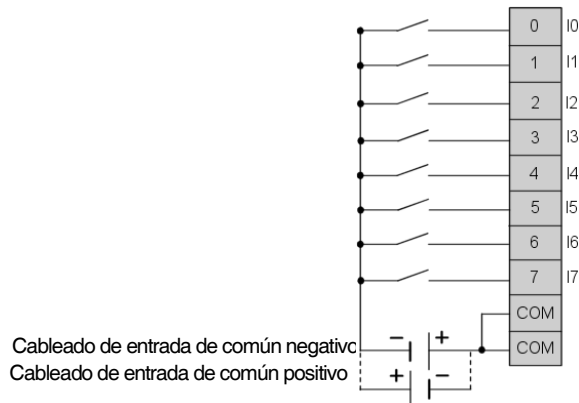 0 I0
1 I1
2 I2
3 I3
4 I4
5 I5
6 I6
7 I7
COM
Cableado de entrada de común negativo - + COM
Cableado de entrada de común positivo + -